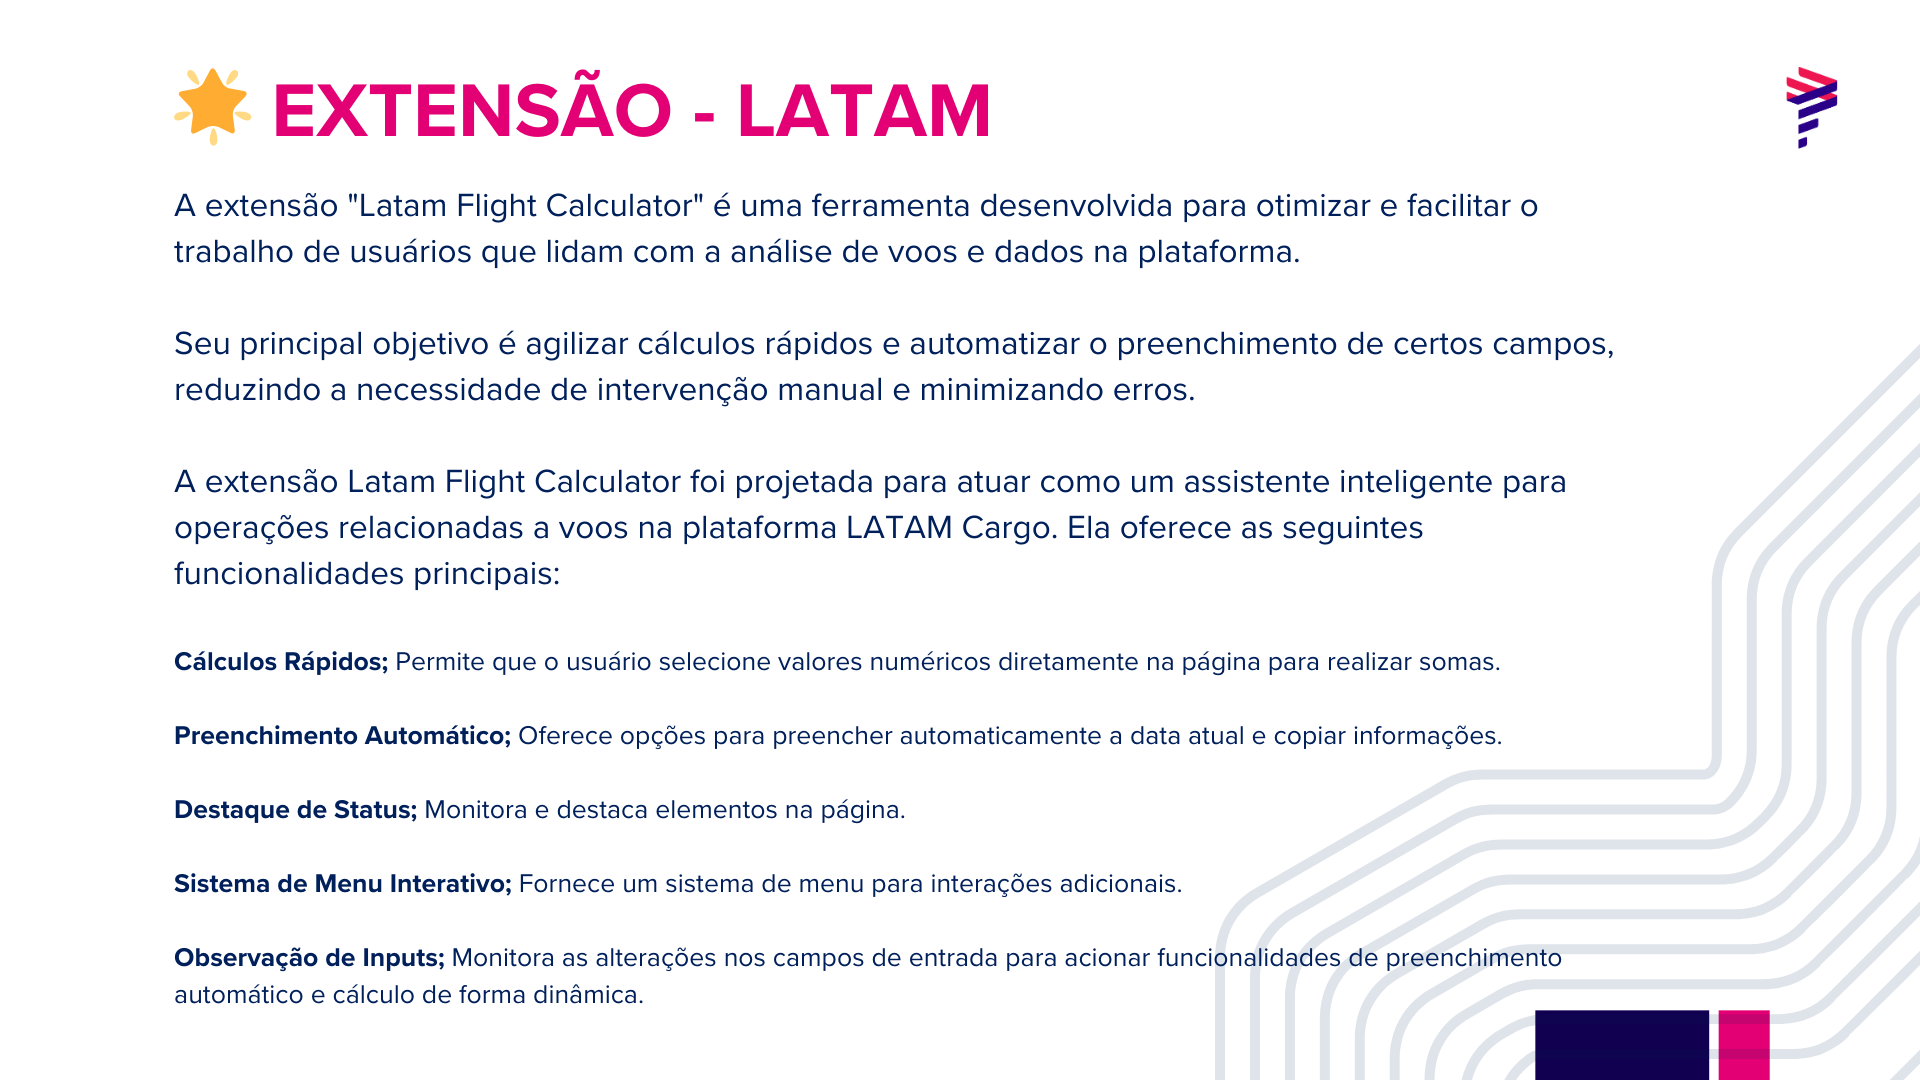 EXTENSÃO - LATAM
A extensão "Latam Flight Calculator" é uma ferramenta desenvolvida para otimizar e facilitar o
trabalho de usuários que lidam com a análise de voos e dados na plataforma.
Seu principal objetivo é agilizar cálculos rápidos e automatizar o preenchimento de certos campos,
reduzindo a necessidade de intervenção manual e minimizando erros.
A extensão Latam Flight Calculator foi projetada para atuar como um assistente inteligente para
operações relacionadas a voos na plataforma LATAM Cargo. Ela oferece as seguintes
funcionalidades principais:
Cálculos Rápidos; Permite que o usuário selecione valores numéricos diretamente na página para realizar somas.
Preenchimento Automático; Oferece opções para preencher automaticamente a data atual e copiar informações.
Destaque de Status; Monitora e destaca elementos na página.
Sistema de Menu Interativo; Fornece um sistema de menu para interações adicionais.
Observação de Inputs; Monitora as alterações nos campos de entrada para acionar funcionalidades de preenchimento
automático e cálculo de forma dinâmica.